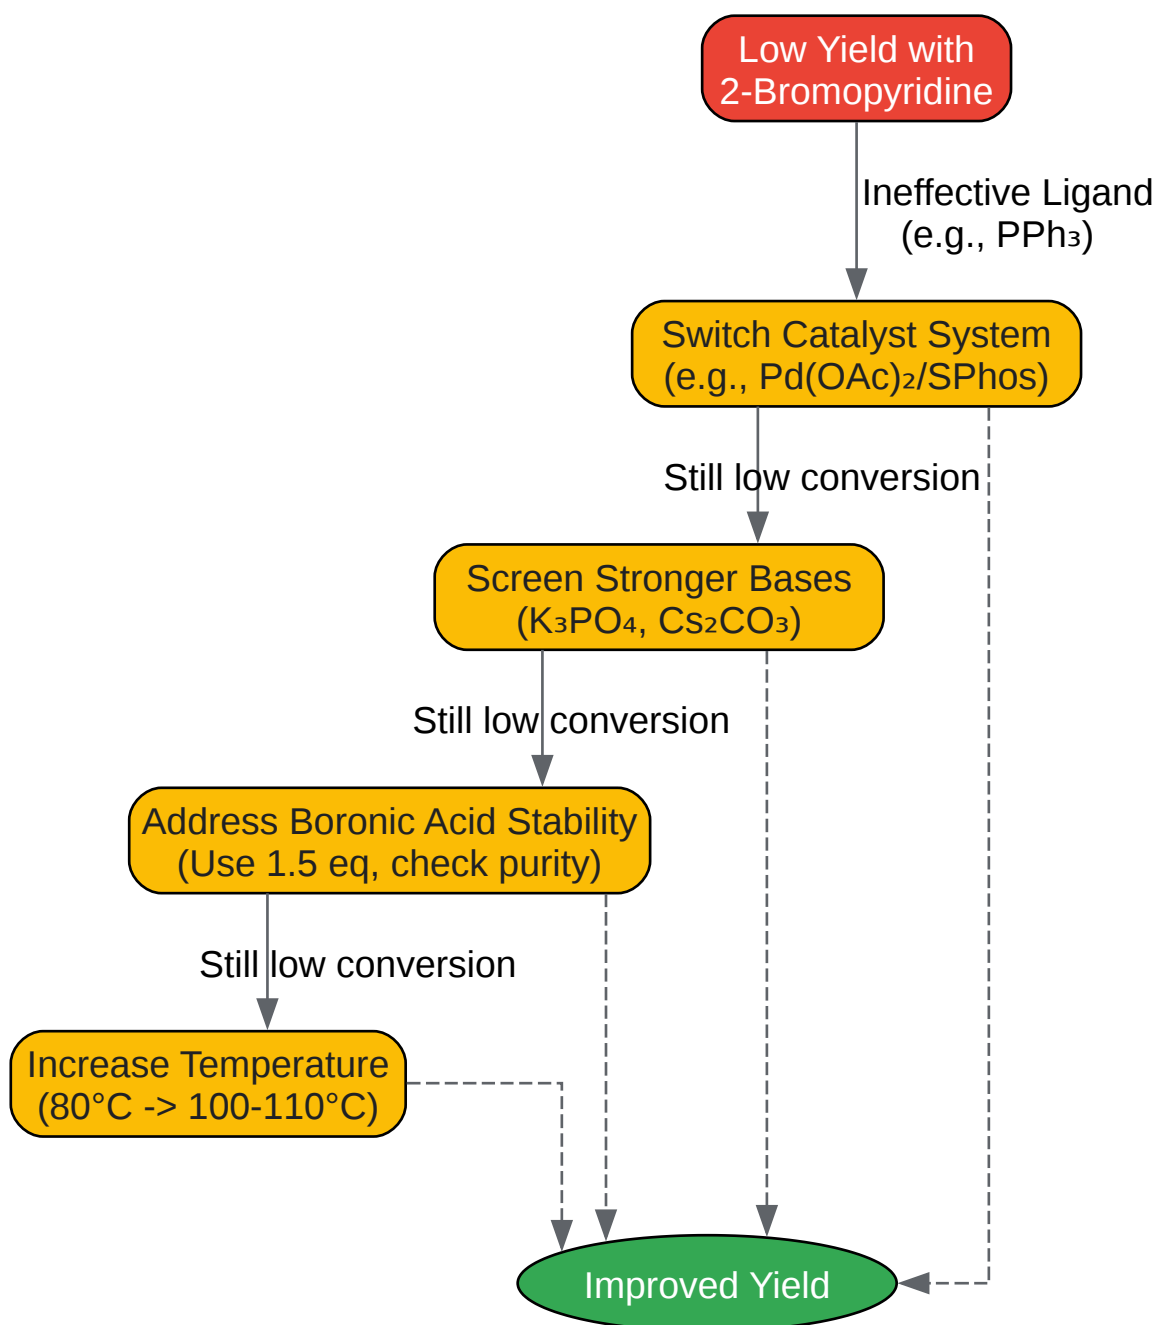 Low Yield with
2-Bromopyridine
Ineffective Ligand
(e.g., PPh₃)
Switch Catalyst System
(e.g., Pd(OAc)₂/SPhos)
Still low conversion
Screen Stronger Bases
(K₃PO₄, Cs₂CO₃)
Still low conversion
Address Boronic Acid Stability
(Use 1.5 eq, check purity)
Still low conversion
Increase Temperature
(80°C -> 100-110°C)
Improved Yield